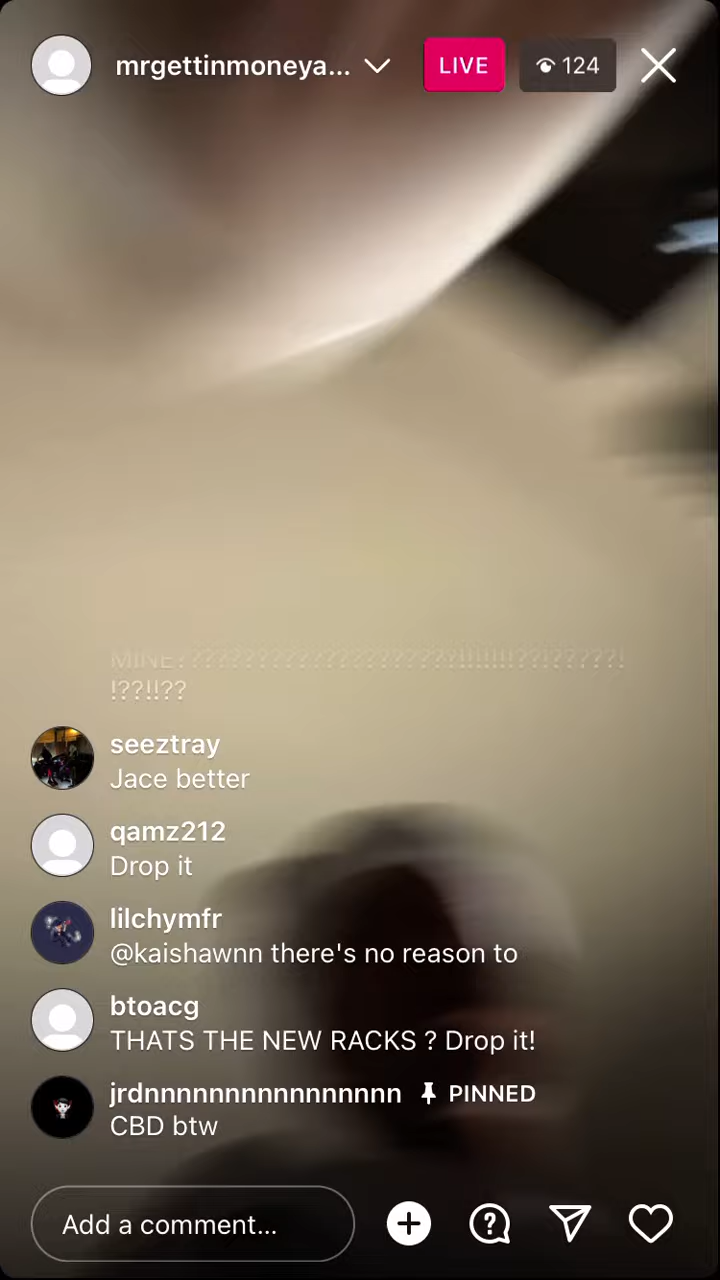 mrgettinmoneya...
LIVE
124
MINE????????????????????!!!!!!!!??!?????!
!??!!??
seeztray
Jace better
qamz212
Drop it
lilchymfr
@kaishawnn there's no reason to
btoacg
THATS THE NEW RACKS ? Drop it!
jrdnnnnnnnnnnnnnnnnn PINNED
CBD btw
Add a comment...